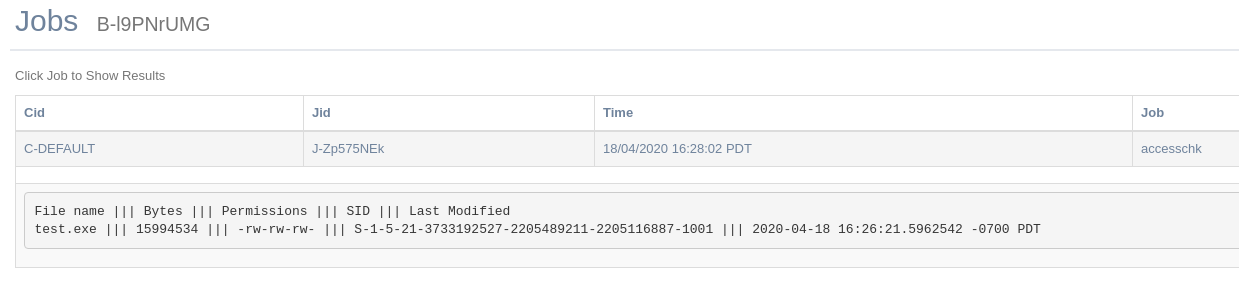 Jobs B-l9PNrUMG
Click Job to Show Results
Cid Jid Time Job
C-DEFAULT J-Zp575NEk 18/04/2020 16:28:02 PDT accesschk
File name ||| Bytes ||| Permissions ||| SID ||| Last Modified
test.exe ||| 15994534 ||| -rw-rw-rw- ||| S-1-5-21-3733192527-2205489211-2205116887-1001 ||| 2020-04-18 16:26:21.5962542 -0700 PDT